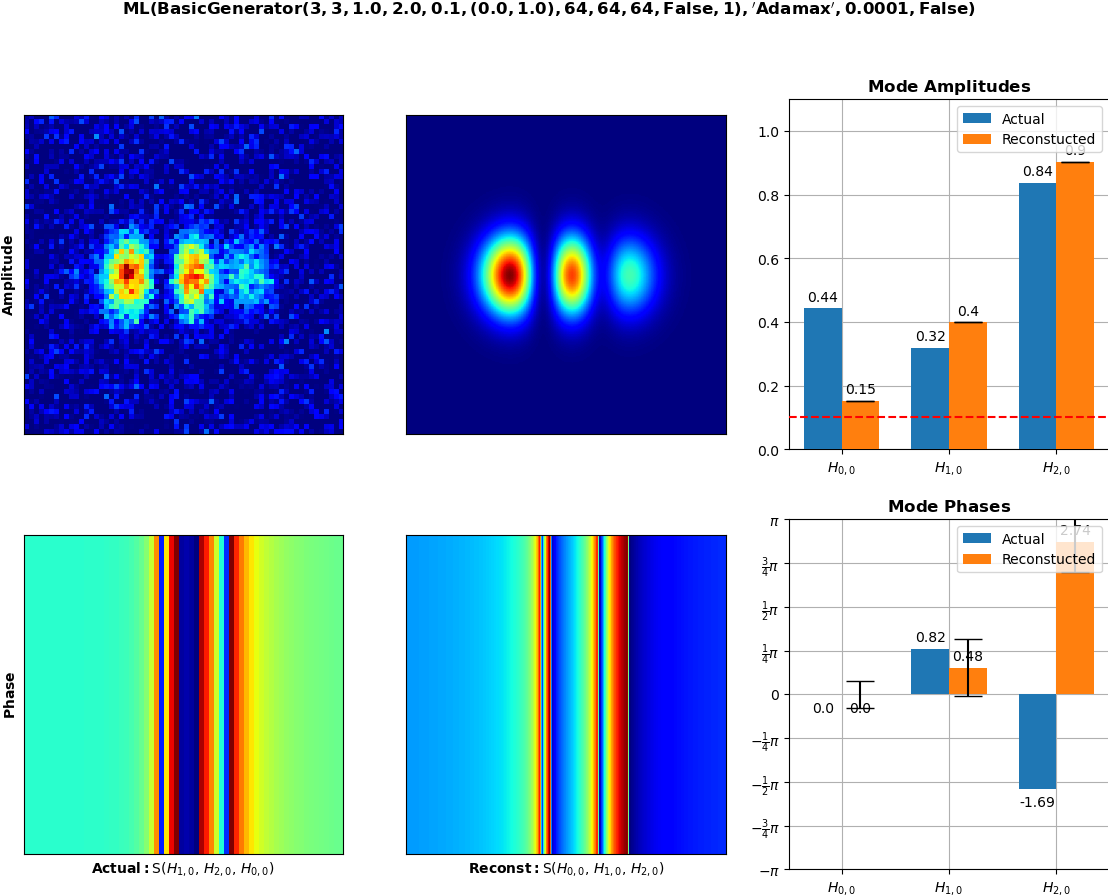 ML(BasicGenerator(3, 3, 1.0, 2.0, 0.1, (0.0, 1.0), 64, 64, 64, False, 1), ′Adamax′, 0.0001, False)
Amplitude
Mode Amplitudes
Actual
Reconstucted
1.0
0.8
0.6
0.4
0.2
0.0
0.44
0.15
0.32
0.4
0.84
0.9
H0,0
H1,0
H2,0
Phase
Actual: S(H1,0, H2,0, H0,0)
Reconst: S(H0,0, H1,0, H2,0)
Mode Phases
Actual
Reconstucted
π
3/4π
1/2π
1/4π
0
−1/4π
−1/2π
−3/4π
−π
0.0
0.0
0.82
0.48
-1.69
2.74
H0,0
H1,0
H2,0